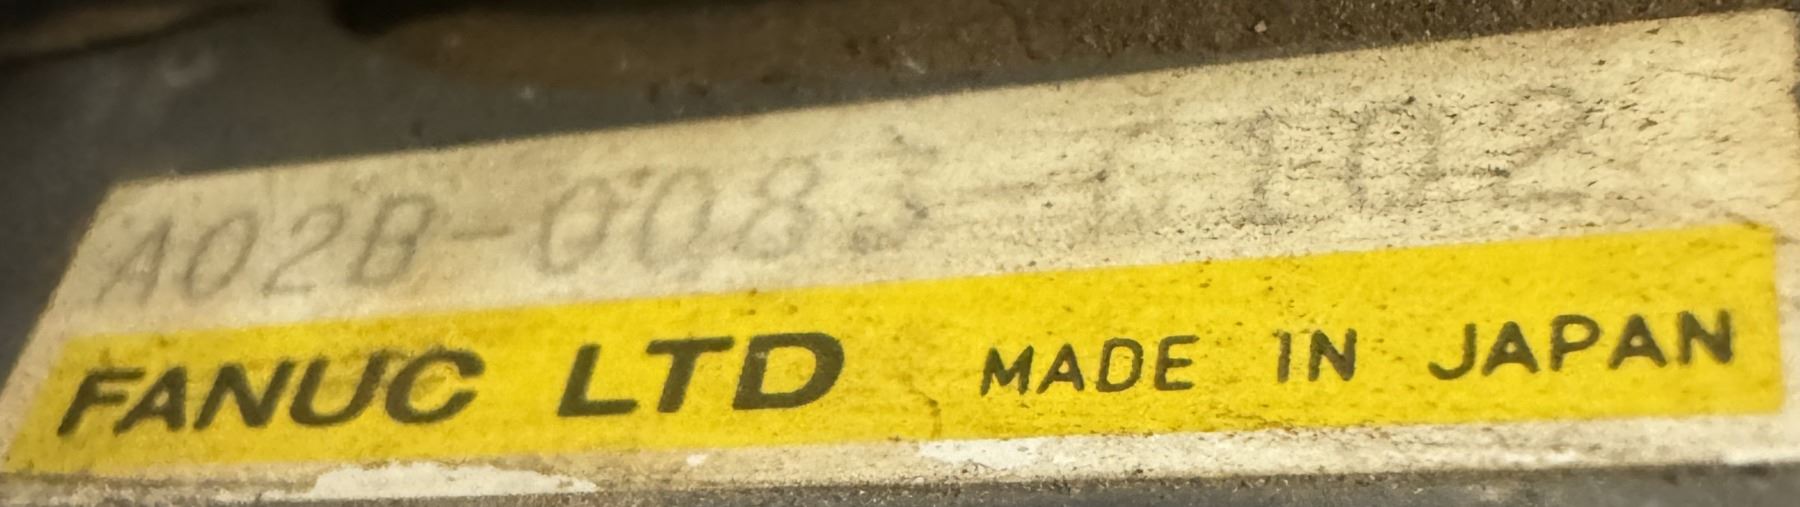 A02B-0083-
FANUC LTD MADE IN JAPAN